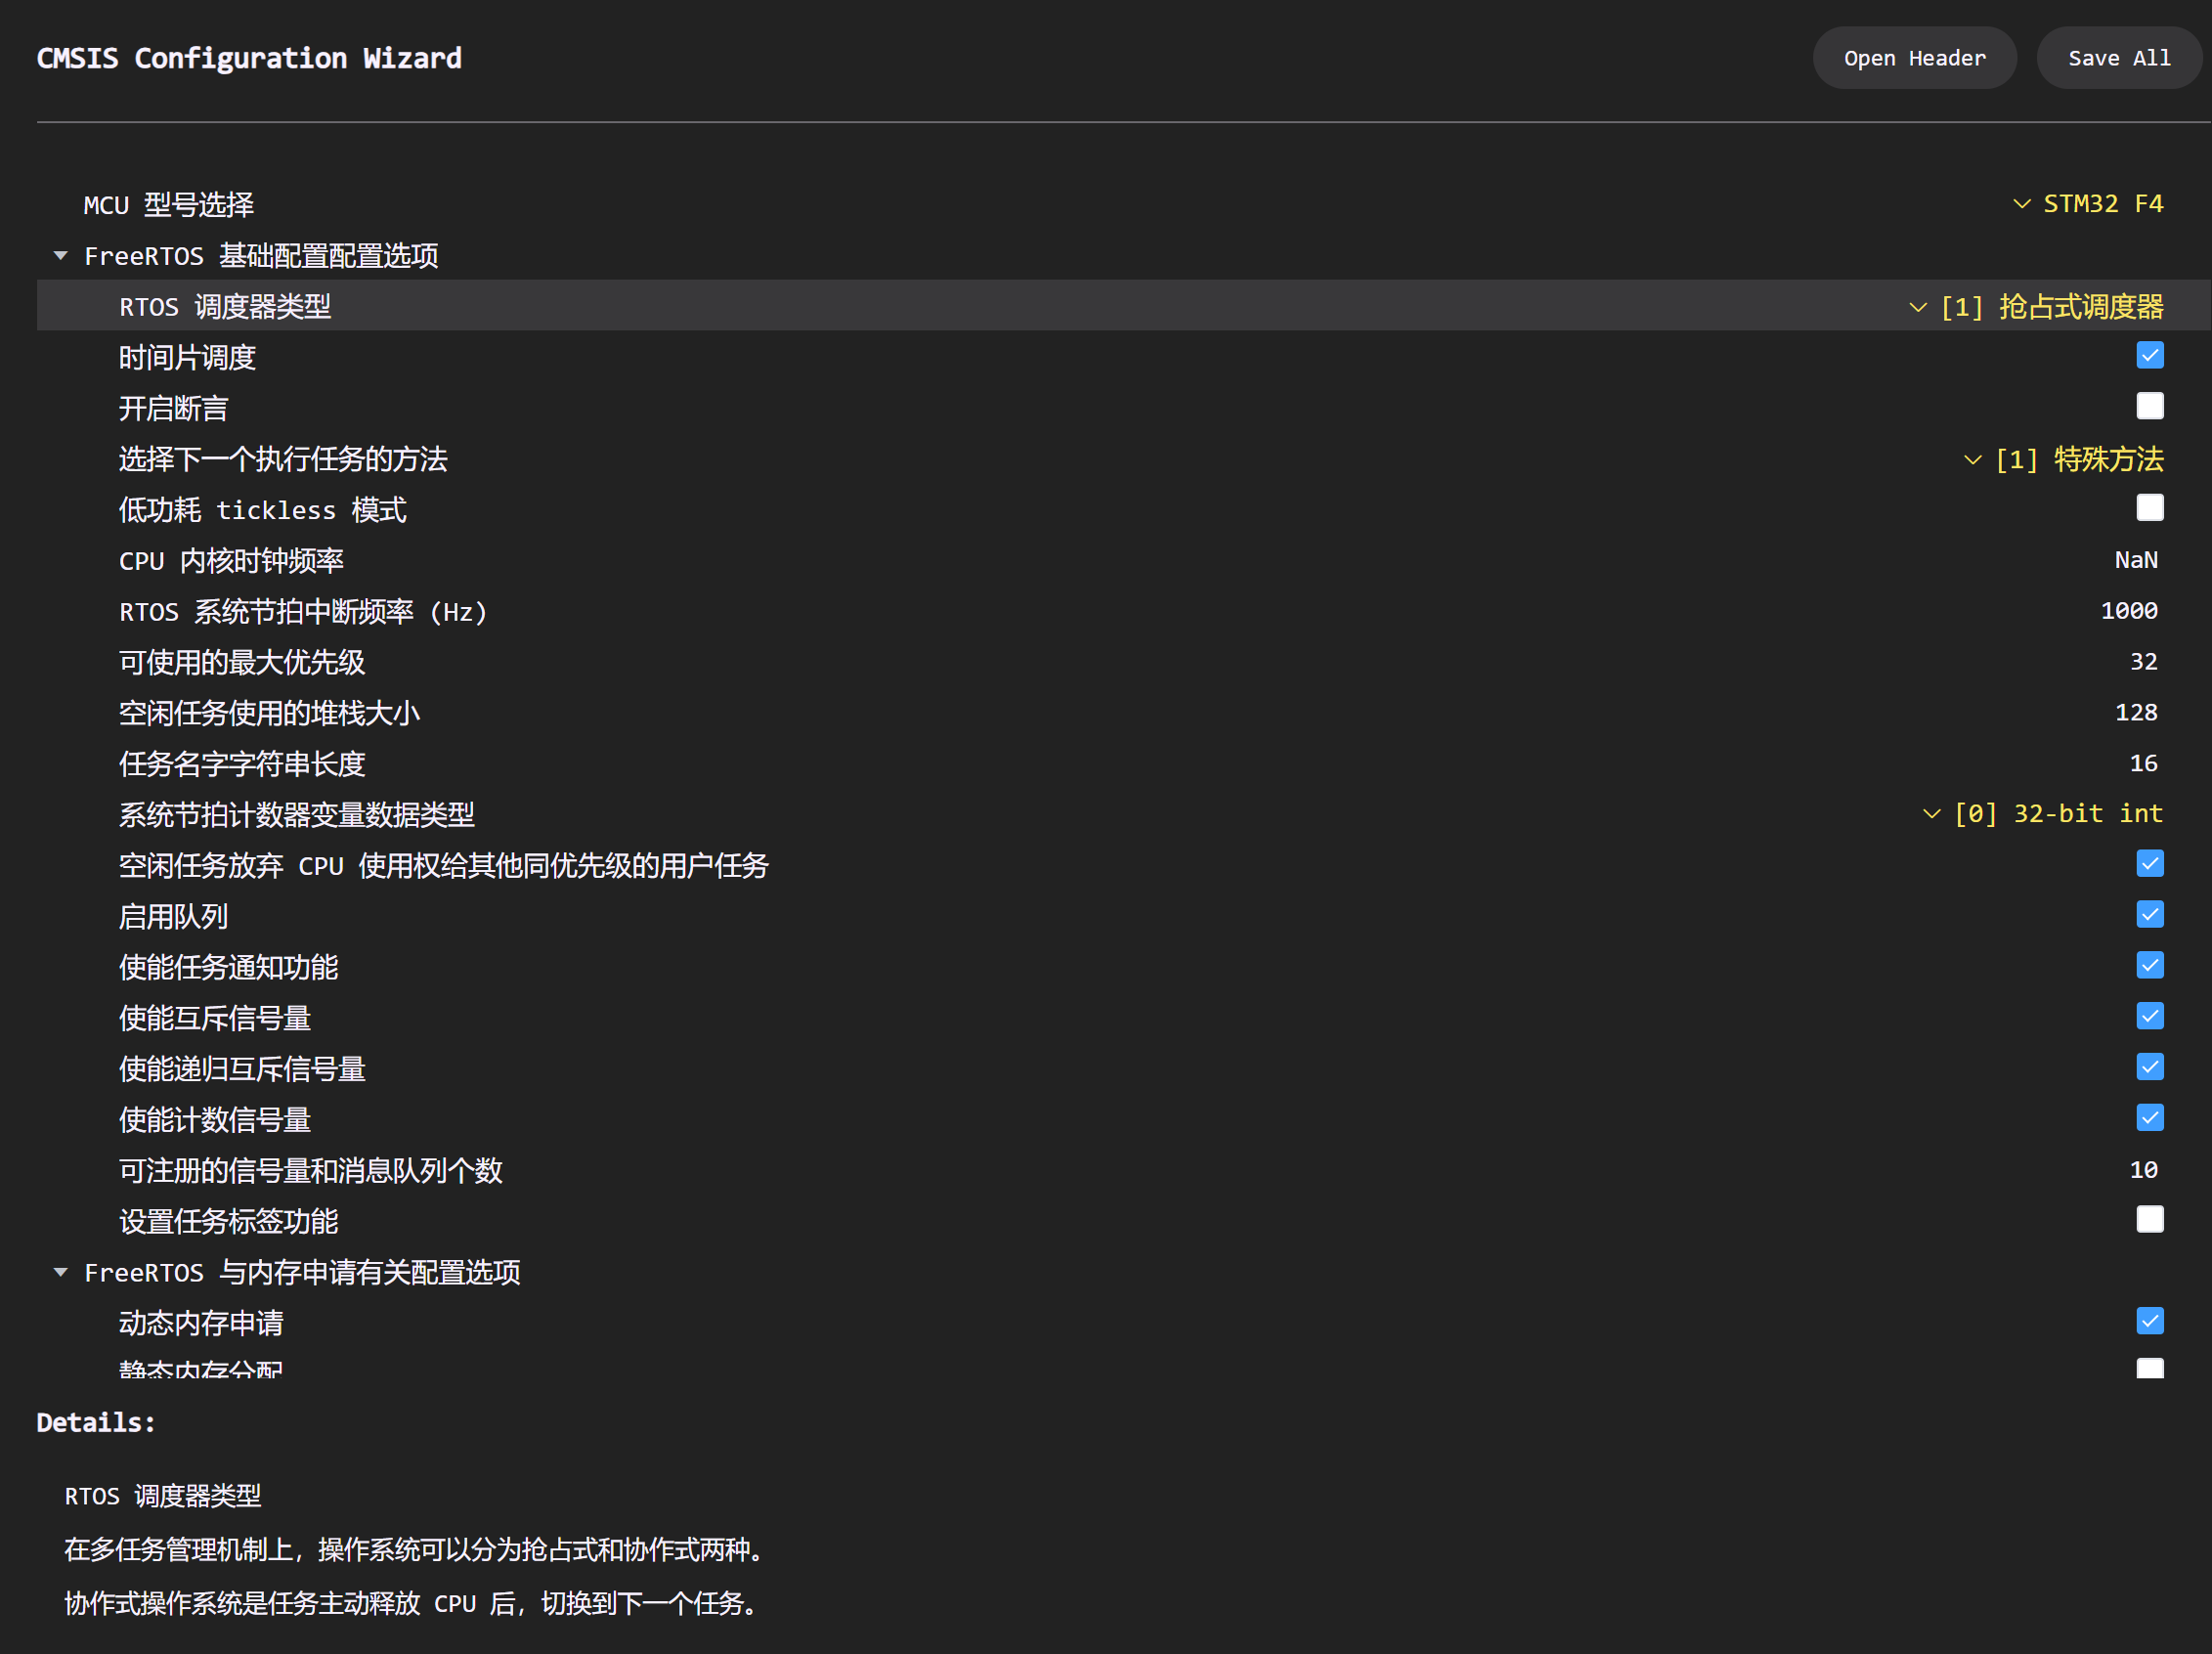 CMSIS Configuration Wizard
Open Header
Save All
MCU 型号选择
STM32 F4
FreeRTOS 基础配置配置选项
RTOS 调度器类型
[1] 抢占式调度器
时间片调度
开启断言
选择下一个执行任务的方法
[1] 特殊方法
低功耗 tickless 模式
CPU 内核时钟频率
NaN
RTOS 系统节拍中断频率 (Hz)
1000
可使用的最大优先级
32
空闲任务使用的堆栈大小
128
任务名字字符串长度
16
系统节拍计数器变量数据类型
[0] 32-bit int
空闲任务放弃 CPU 使用权给其他同优先级的用户任务
启用队列
使能任务通知功能
使能互斥信号量
使能递归互斥信号量
使能计数信号量
可注册的信号量和消息队列个数
10
设置任务标签功能
FreeRTOS 与内存申请有关配置选项
动态内存申请
静态内存分配
Details:
RTOS 调度器类型
在多任务管理机制上，操作系统可以分为抢占式和协作式两种。
协作式操作系统是任务主动释放 CPU 后，切换到下一个任务。